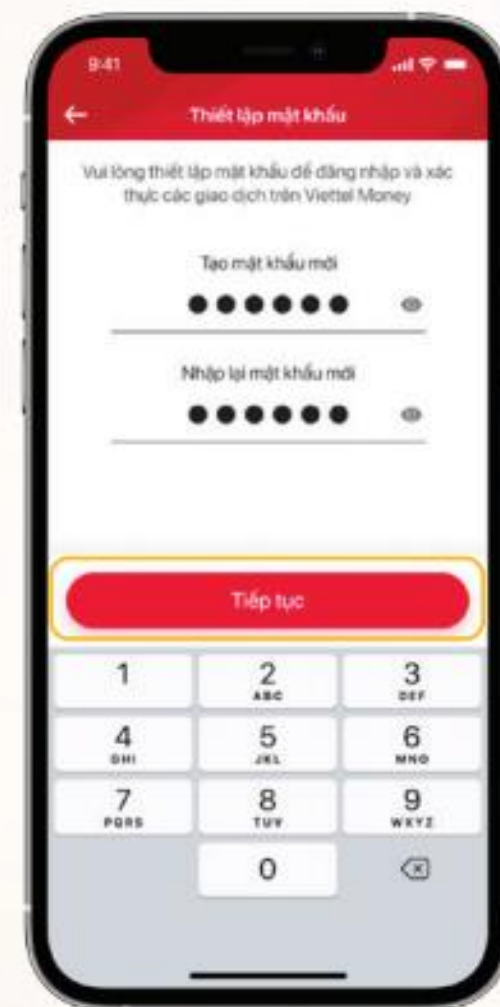 9:41
Thiết lập mật khẩu
Vui lòng thiết lập mật khẩu để đăng nhập và xác
thực các giao dịch trên Viettel Money
Tạo mật khẩu mới
Nhập lại mật khẩu mới
Tiếp tục
1 2 3
ABC DEF
4 5 6
GHI JKL MNO
7 8 9
PQRS TUV WXYZ
0